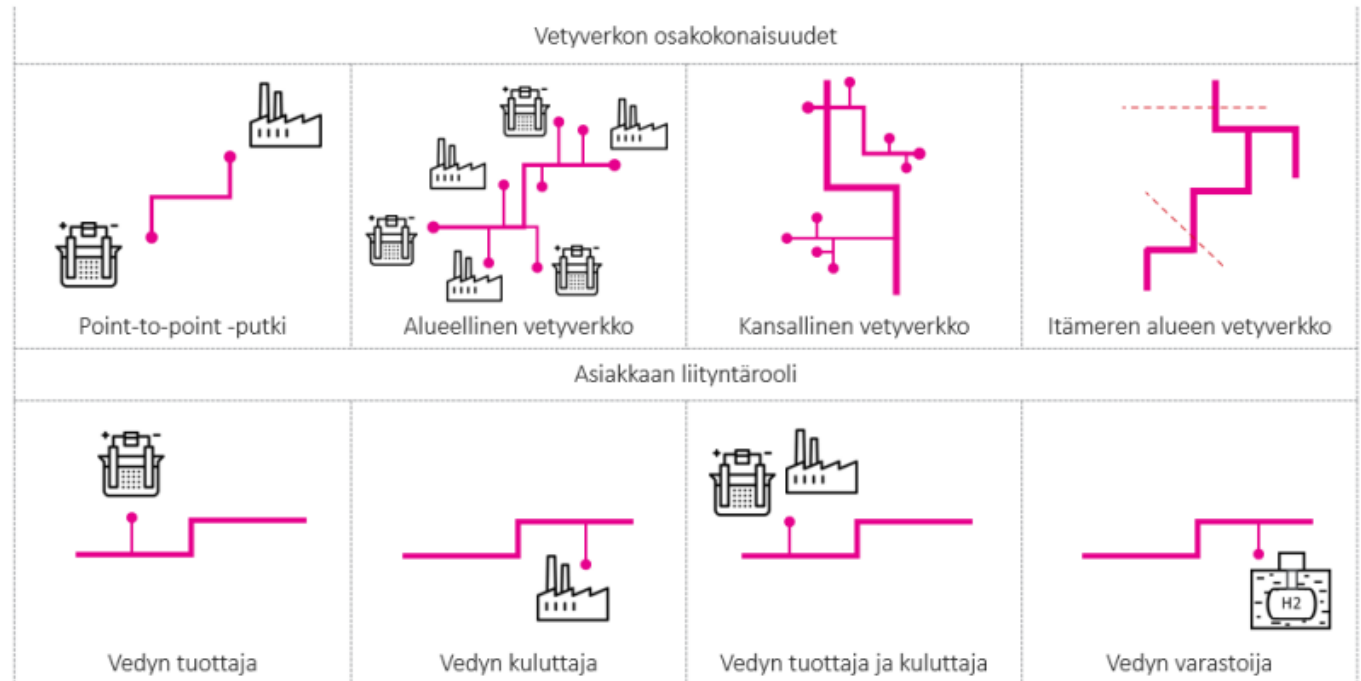 Vetyverkon osakokonaisuudet
Point-to-point -putki
Alueellinen vetyverkko
Kansallinen vetyverkko
Itämeren alueen vetyverkko
Asiakkaan liityntärooli
H2
Vedyn tuottaja
Vedyn kuluttaja
Vedyn tuottaja ja kuluttaja
Vedyn varastoija